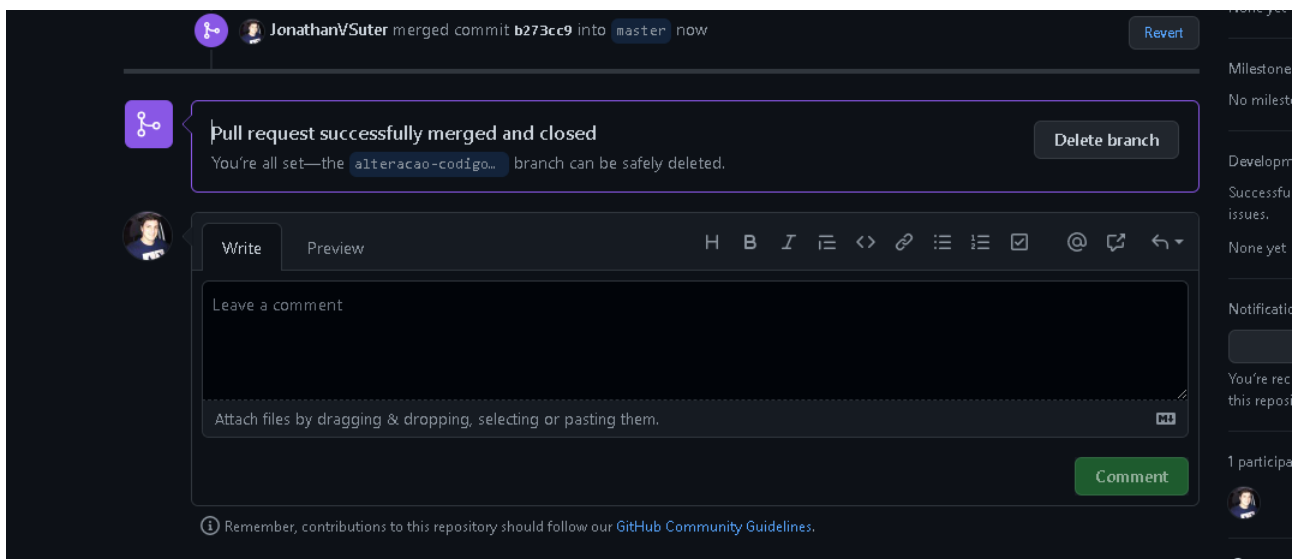 JonathanVSuter merged commit b273cc9 into master now
Revert
Pull request successfully merged and closed
You're all set—the alteracao-codigo… branch can be safely deleted.
Delete branch
Write
Preview
Leave a comment
Attach files by dragging & dropping, selecting or pasting them.
Comment
Remember, contributions to this repository should follow our GitHub Community Guidelines.
Milestone
No milest
Developm
Successfu
issues.
None yet
Notificatio
You're rec
this reposi
1 participa